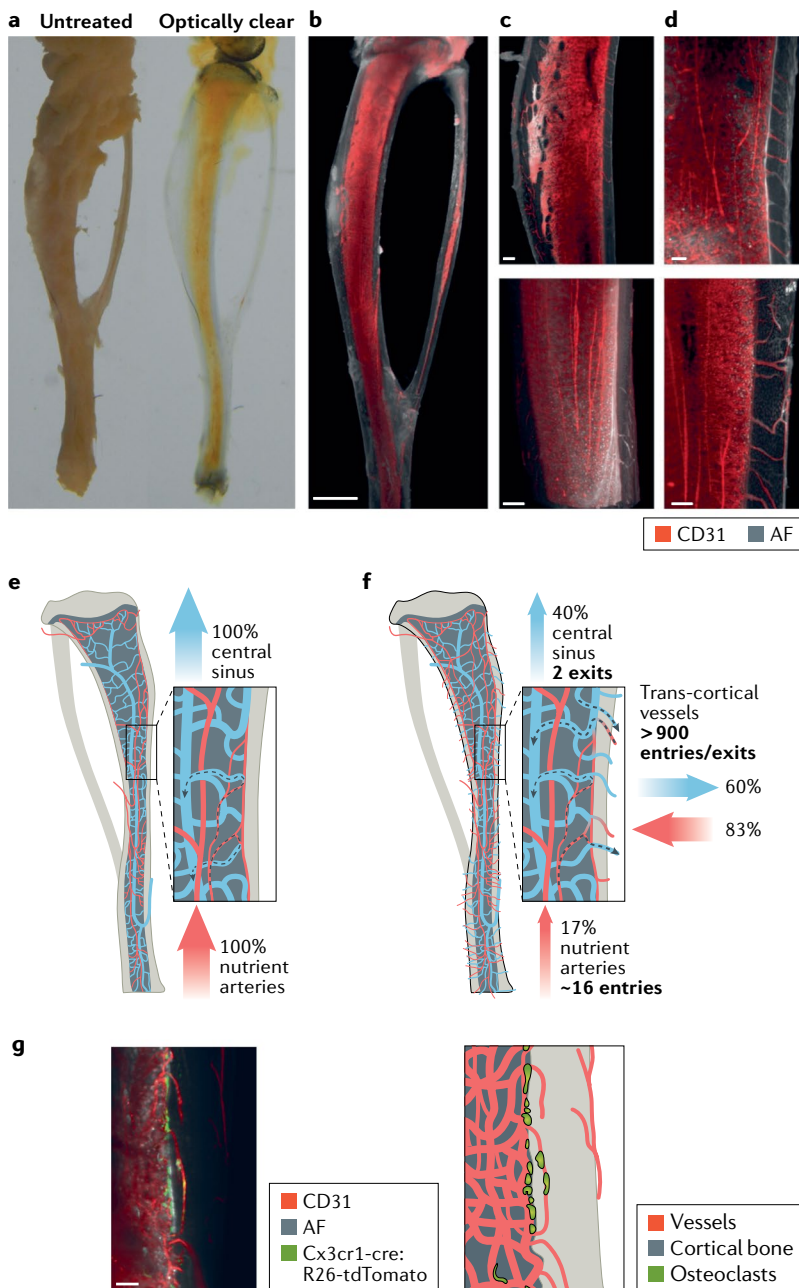 a
Untreated
Optically clear
b
c
d
CD31
AF
e
100%
central
sinus
100%
nutrient
arteries
f
40%
central
sinus
2 exits
Trans-cortical
vessels
>900
entries/exits
60%
83%
17%
nutrient
arteries
~16 entries
g
CD31
AF
Cx3cr1-cre:
R26-tdTomato
Vessels
Cortical bone
Osteoclasts